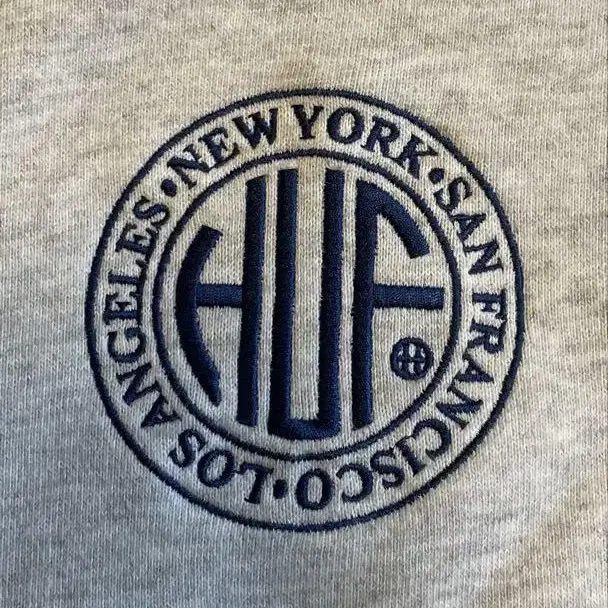 NEW YORK • SAN FRANCISCO • LOS ANGELES •
HUF